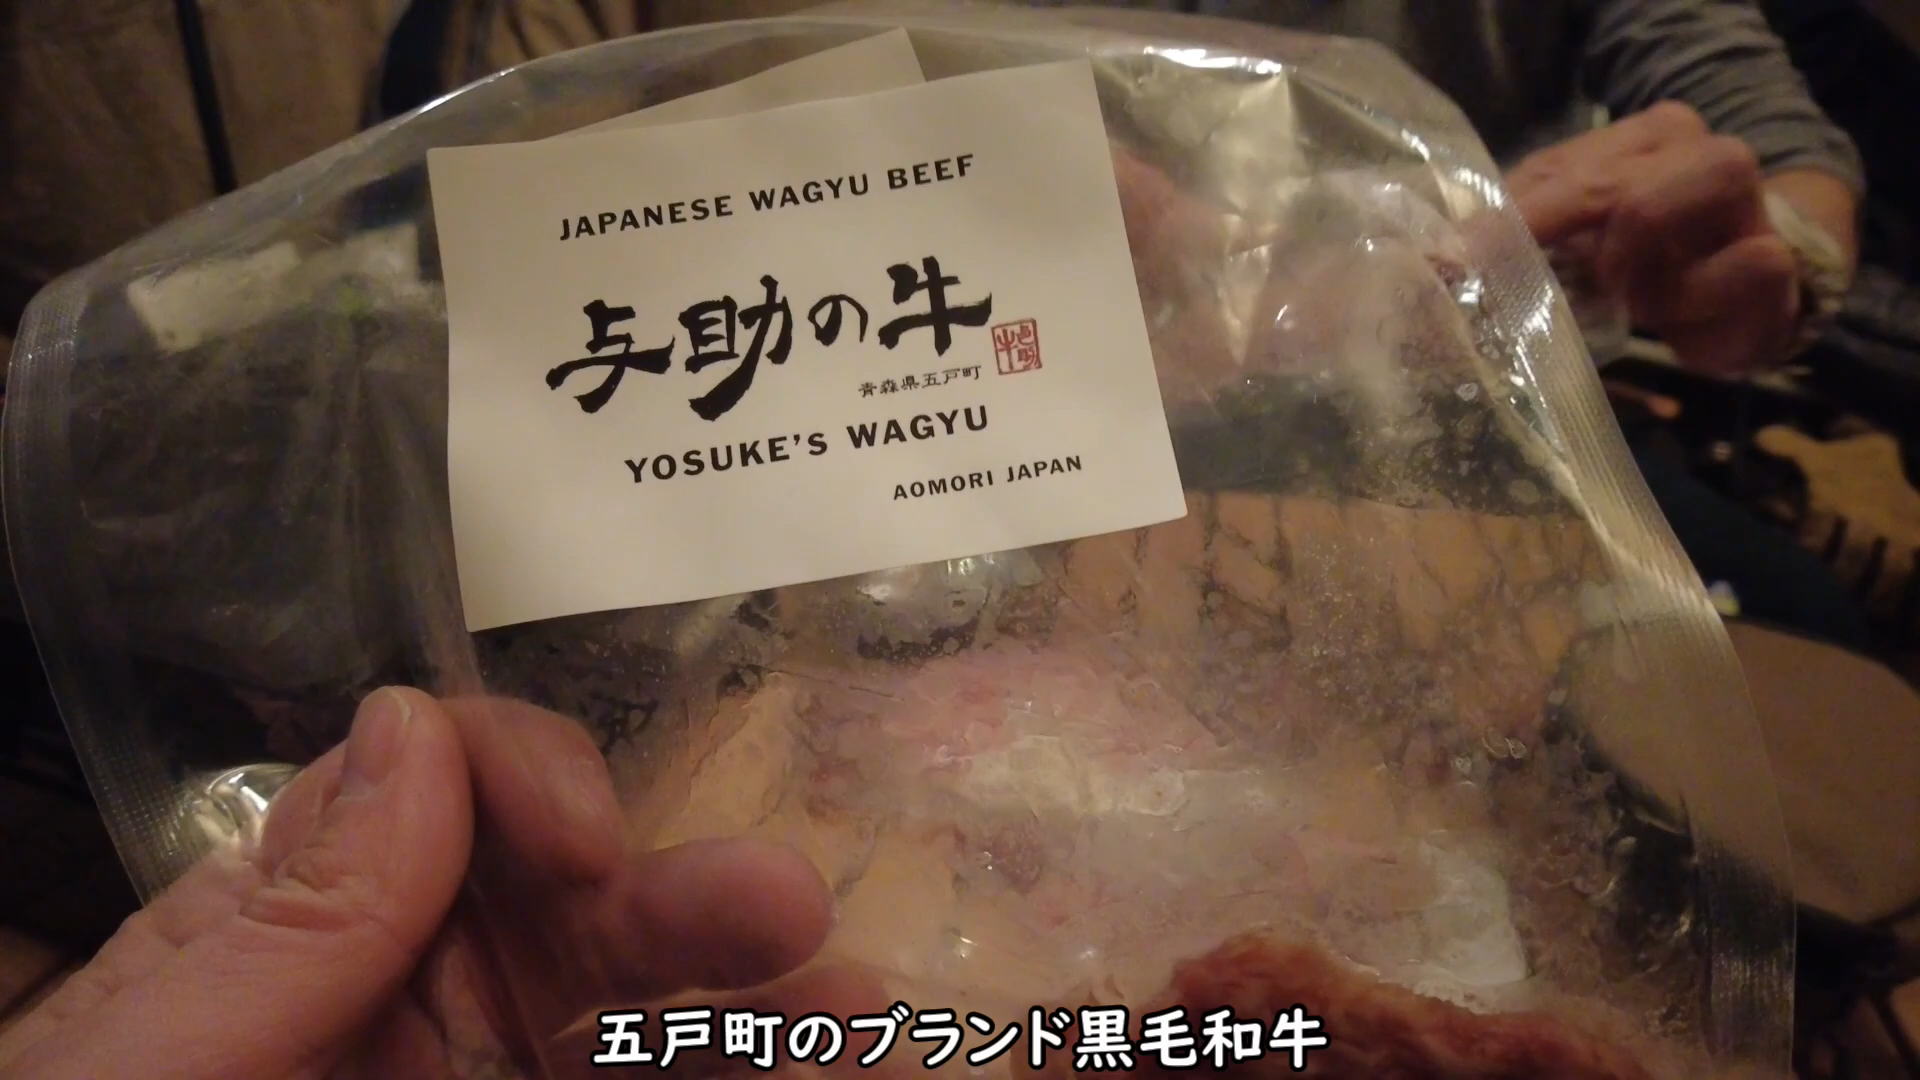 JAPANESE WAGYU BEEF
与助の牛
青森県五戸町
YOSUKE'S WAGYU
AOMORI JAPAN
五戸町のブランド黒毛和牛